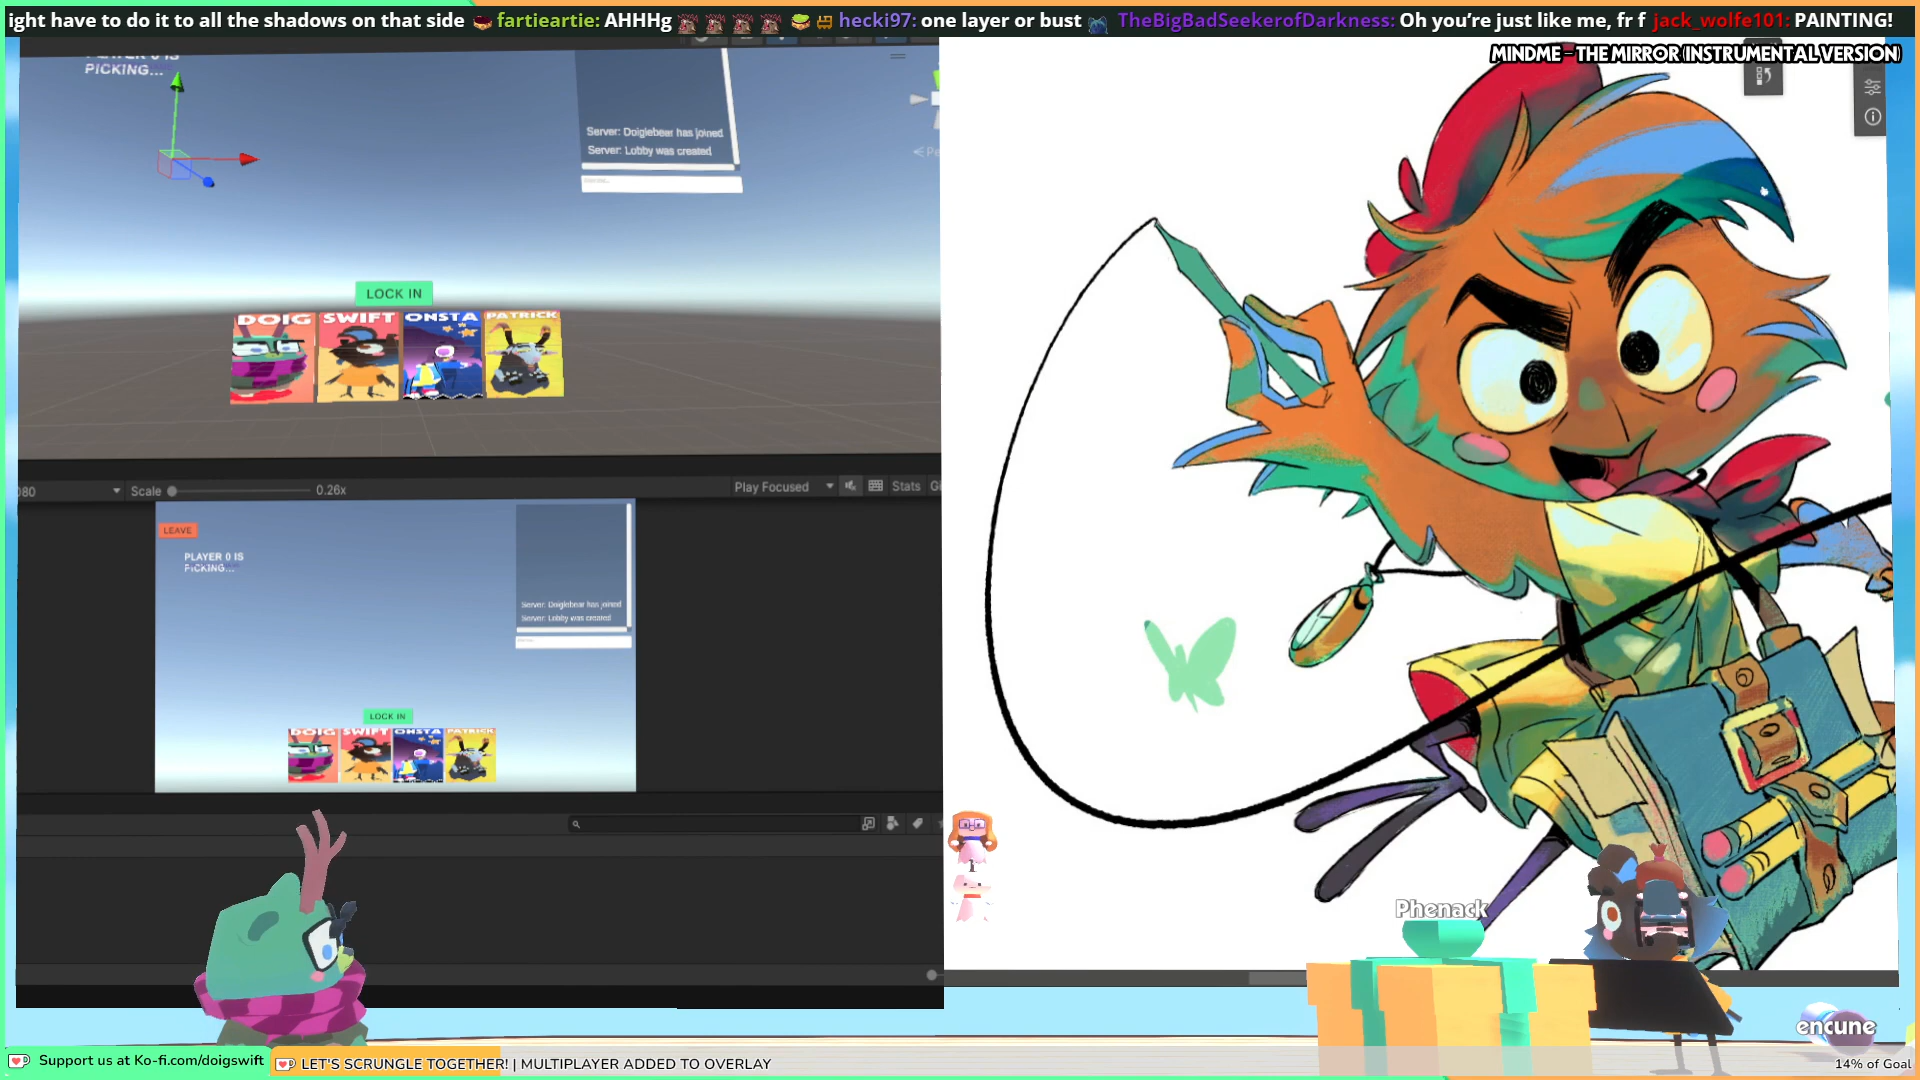 ight have to do it to all the shadows on that side fartieartie: AHHHg hecki97: one layer or bust TheBigBadSeekerofDarkness: Oh you’re just like me, fr f jack_wolfe101: PAINTING!
MINDME - THE MIRROR (INSTRUMENTAL VERSION)
PLAYER 0 IS
PICKING...
Server: Doigiebear has joined
Server: Lobby was created
LOCK IN
DOIG SWIFT ONSTA PATRICK
Scale 0.26x Play Focused Stats
LEAVE
PLAYER 0 IS
PICKING...
Server: Doigiebear has joined
Server: Lobby was created
LOCK IN
DOIG SWIFT ONSTA PATRICK
Phenack
encune
Support us at Ko-fi.com/doigswift LET'S SCRUNGLE TOGETHER! | MULTIPLAYER ADDED TO OVERLAY 14% of Goal